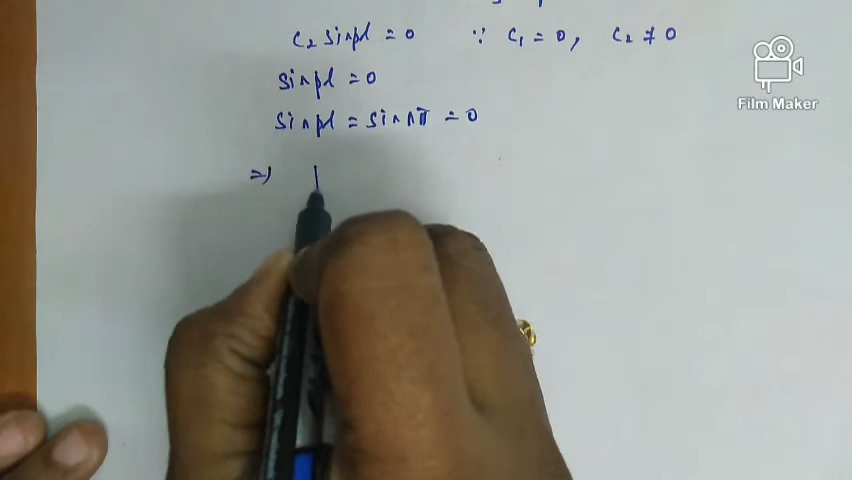 c₂ sin pl = 0 ∵ c₁ = 0, c₂ ≠ 0
sin pl = 0
sin pl = sin nπ = 0
⇒
Film Maker